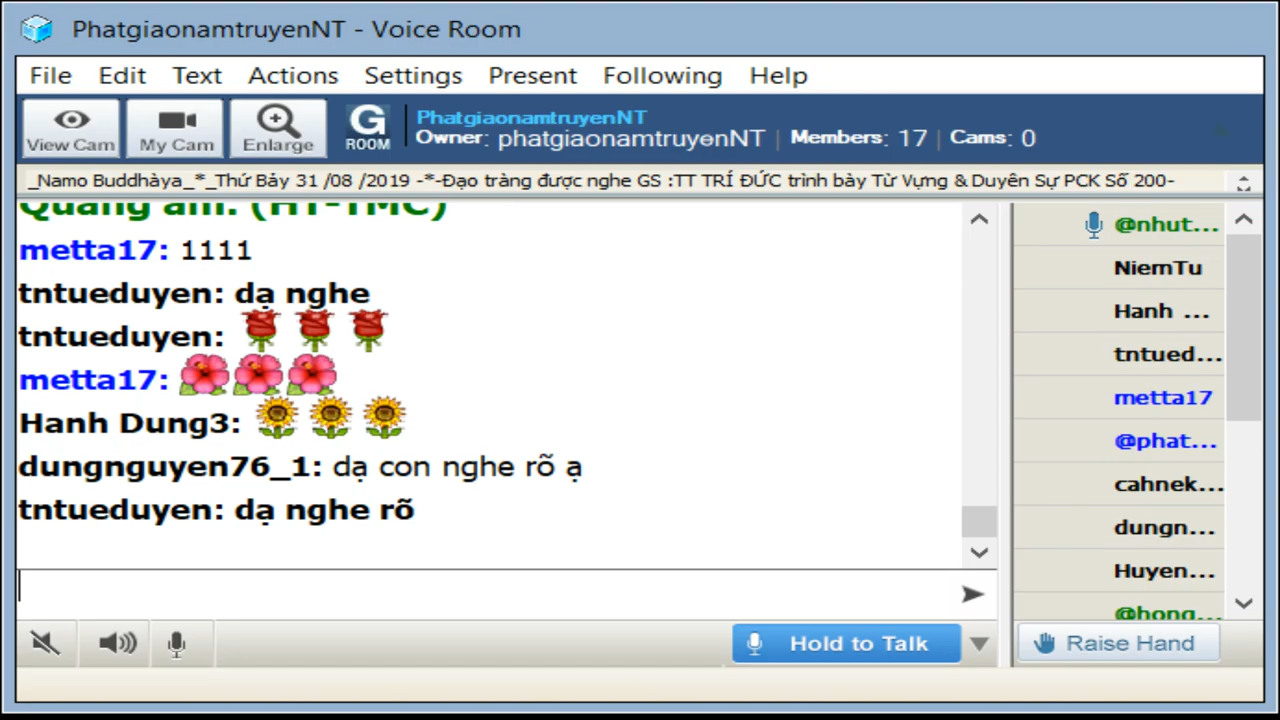 PhatgiaonamtruyenNT - Voice Room
File Edit Text Actions Settings Present Following Help
View Cam My Cam Enlarge G ROOM
PhatgiaonamtruyenNT
Owner: phatgiaonamtruyenNT | Members: 17 | Cams: 0
_Namo Buddhàya_*_Thứ Bảy 31 /08 /2019 -*-Đạo tràng được nghe GS :TT TRÍ ĐỨC trình bày Từ Vựng & Duyên Sự PCK Số 200-
Quang âm. (HT-TMC)
metta17: 1111
tntueduyen: dạ nghe
tntueduyen:
metta17:
Hanh Dung3:
dungnguyen76_1: dạ con nghe rõ ạ
tntueduyen: dạ nghe rõ
@nhut...
NiemTu
Hanh ...
tntued...
metta17
@phat...
cahnek...
dungn...
Huyen...
@hong...
Hold to Talk
Raise Hand